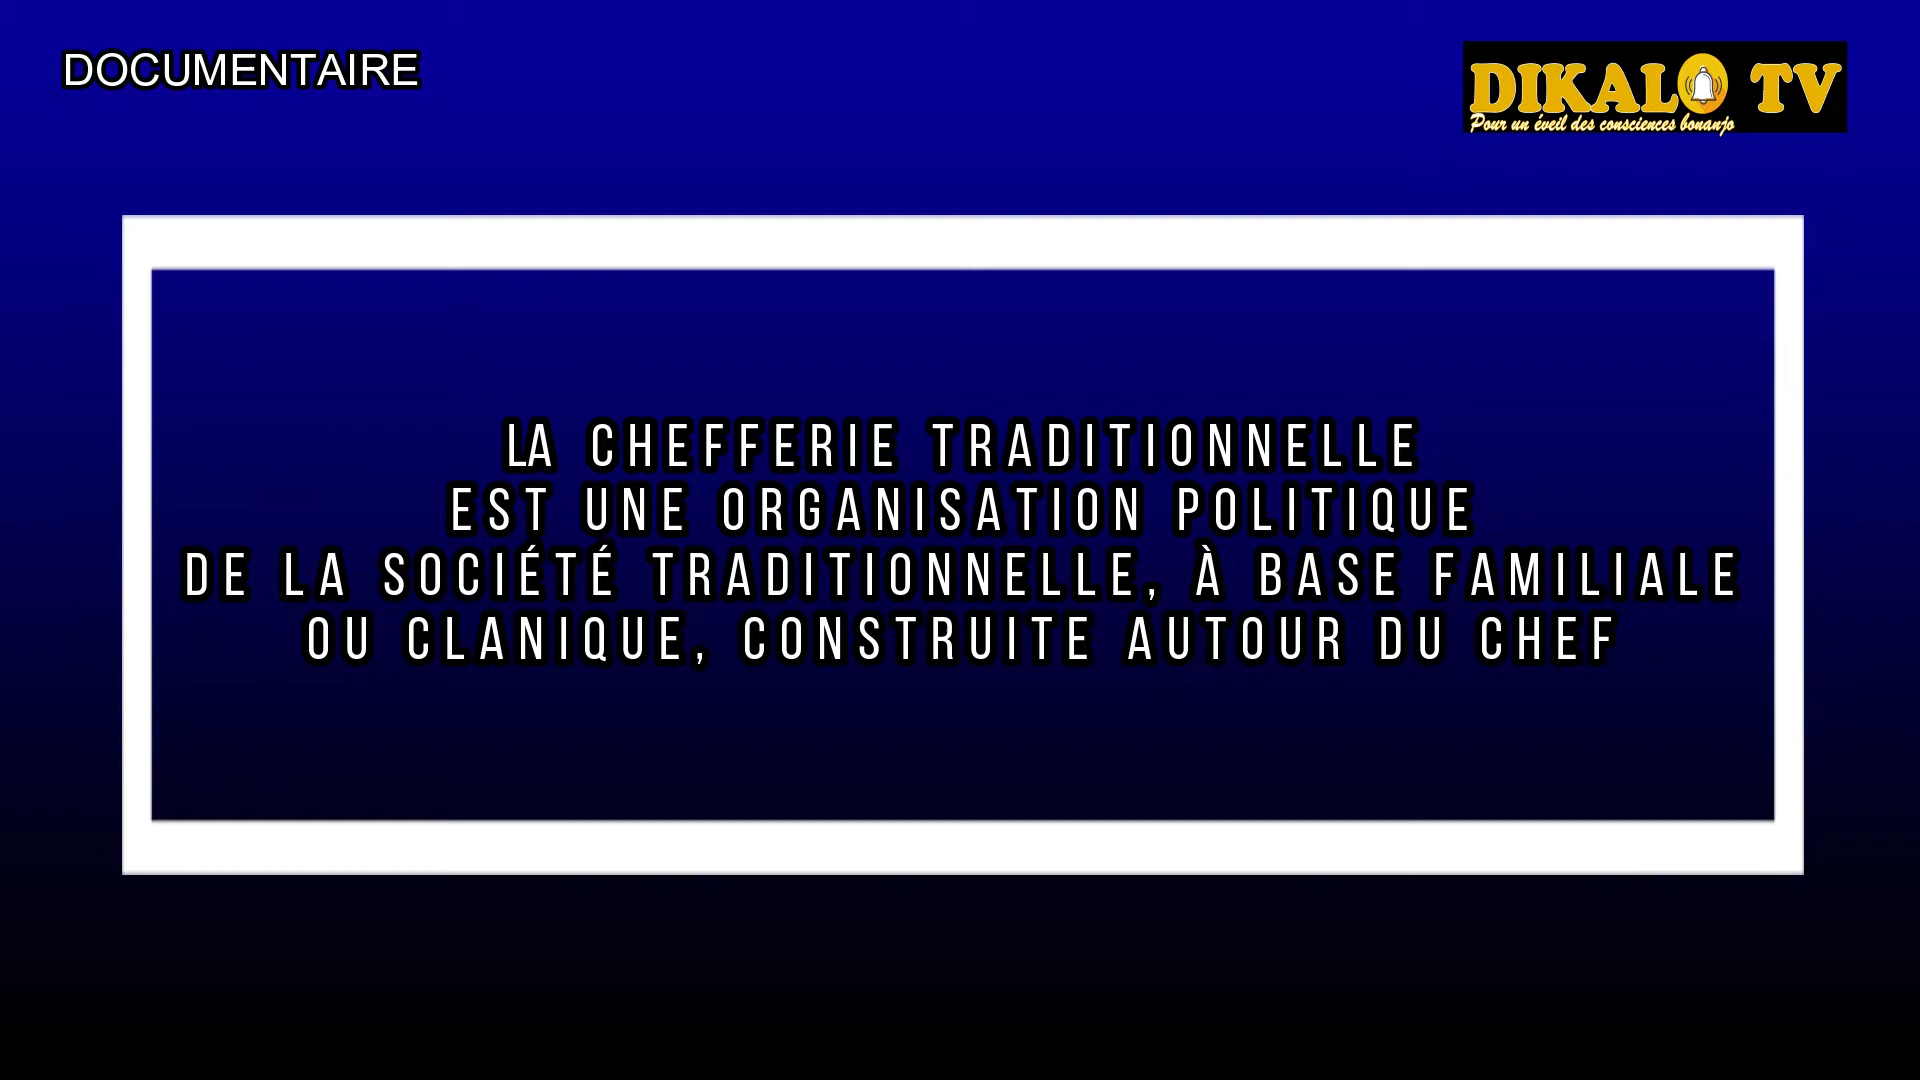 DOCUMENTAIRE
DIKALO TV
Pour un éveil des consciences bonanjo
LA CHEFFERIE TRADITIONNELLE
EST UNE ORGANISATION POLITIQUE
DE LA SOCIÉTÉ TRADITIONNELLE, À BASE FAMILIALE
OU CLANIQUE, CONSTRUITE AUTOUR DU CHEF